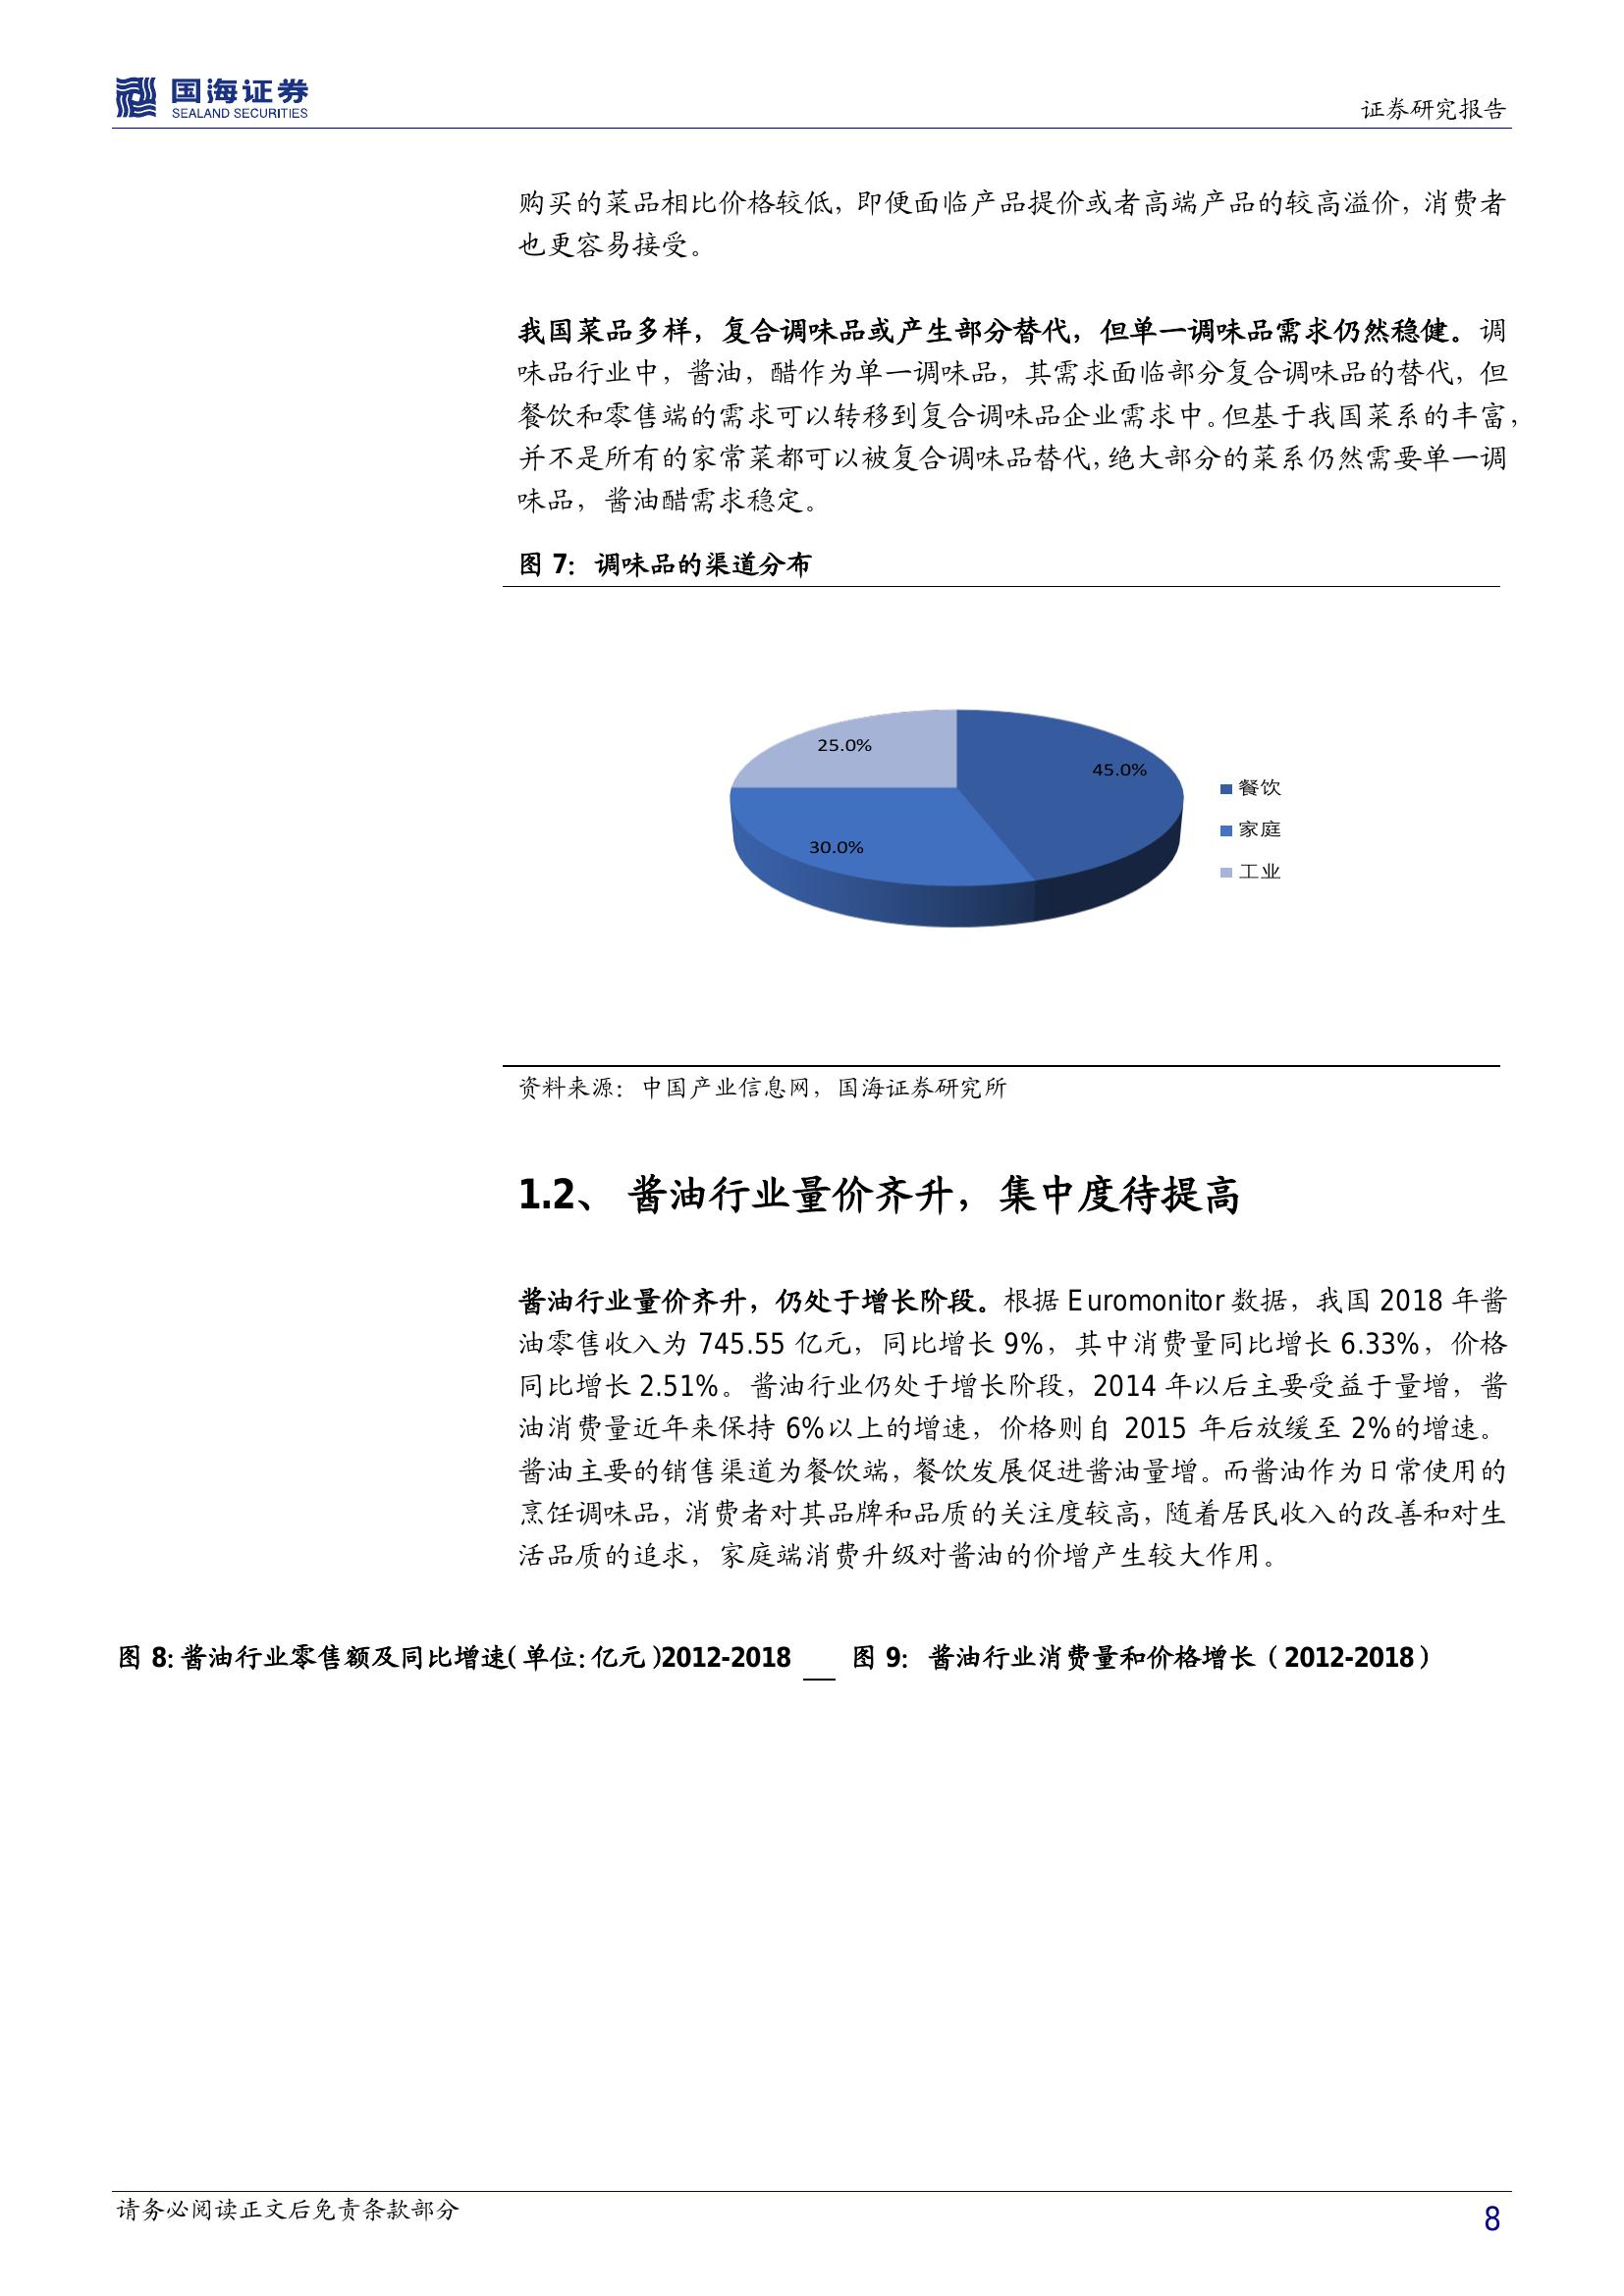 国海证券
SEALAND SECURITIES
证券研究报告
购买的菜品相比价格较低，即便面临产品提价或者高端产品的较高溢价，消费者
也更容易接受。
我国菜品多样，复合调味品或产生部分替代，但单一调味品需求仍然稳健。调
味品行业中，酱油，醋作为单一调味品，其需求面临部分复合调味品的替代，但
餐饮和零售端的需求可以转移到复合调味品企业需求中。但基于我国菜系的丰富，
并不是所有的家常菜都可以被复合调味品替代，绝大部分的菜系仍然需要单一调
味品，酱油醋需求稳定。
图 7：调味品的渠道分布
25.0%
45.0%
30.0%
餐饮
家庭
工业
资料来源：中国产业信息网，国海证券研究所
1.2、 酱油行业量价齐升，集中度待提高
酱油行业量价齐升，仍处于增长阶段。根据 Euromonitor 数据，我国 2018 年酱
油零售收入为 745.55 亿元，同比增长 9%，其中消费量同比增长 6.33%，价格
同比增长 2.51%。酱油行业仍处于增长阶段，2014 年以后主要受益于量增，酱
油消费量近年来保持 6%以上的增速，价格则自 2015 年后放缓至 2%的增速。
酱油主要的销售渠道为餐饮端，餐饮发展促进酱油量增。而酱油作为日常使用的
烹饪调味品，消费者对其品牌和品质的关注度较高，随着居民收入的改善和对生
活品质的追求，家庭端消费升级对酱油的价增产生较大作用。
图 8:酱油行业零售额及同比增速(单位:亿元)2012-2018
图 9：酱油行业消费量和价格增长（2012-2018）
请务必阅读正文后免责条款部分
8